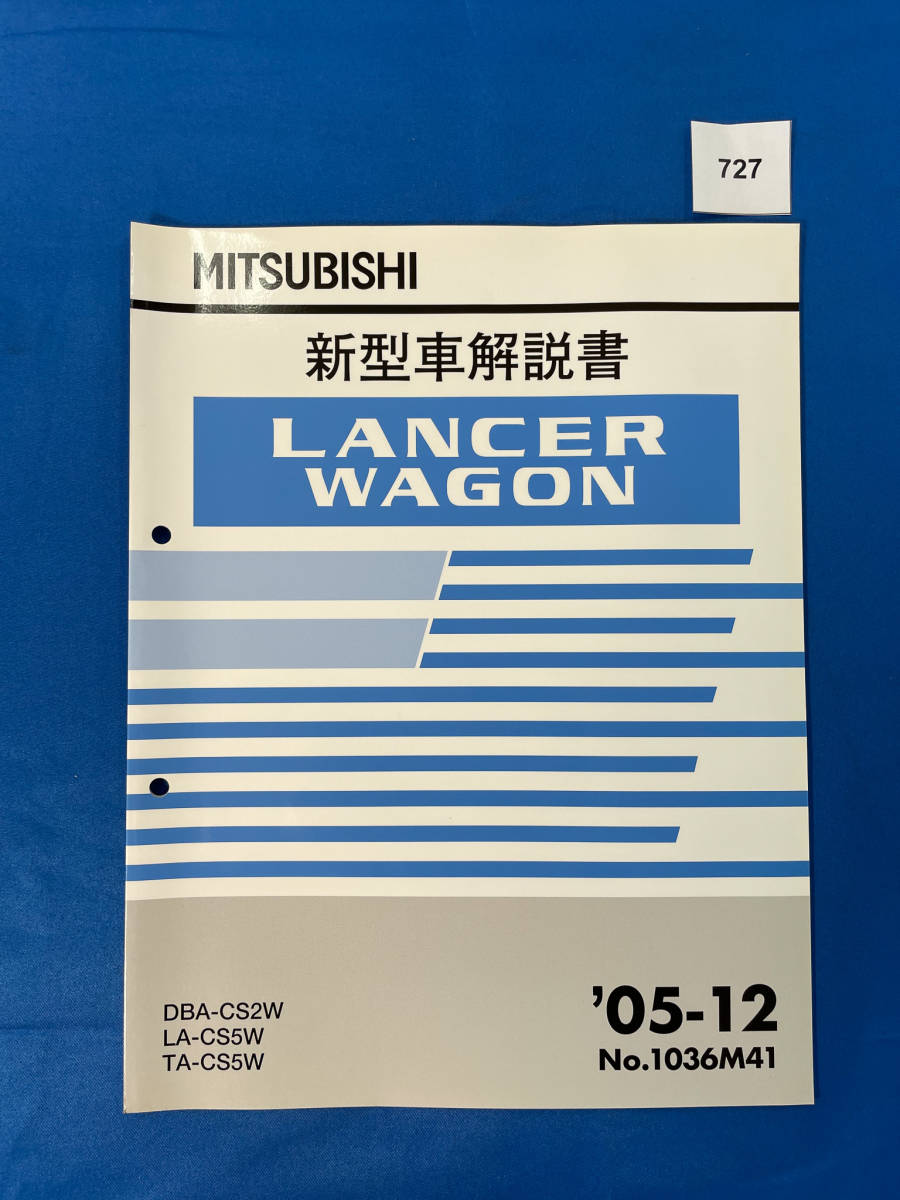 727
MITSUBISHI
新型車解説書
LANCER
WAGON
DBA-CS2W
LA-CS5W
TA-CS5W
'05-12
No.1036M41